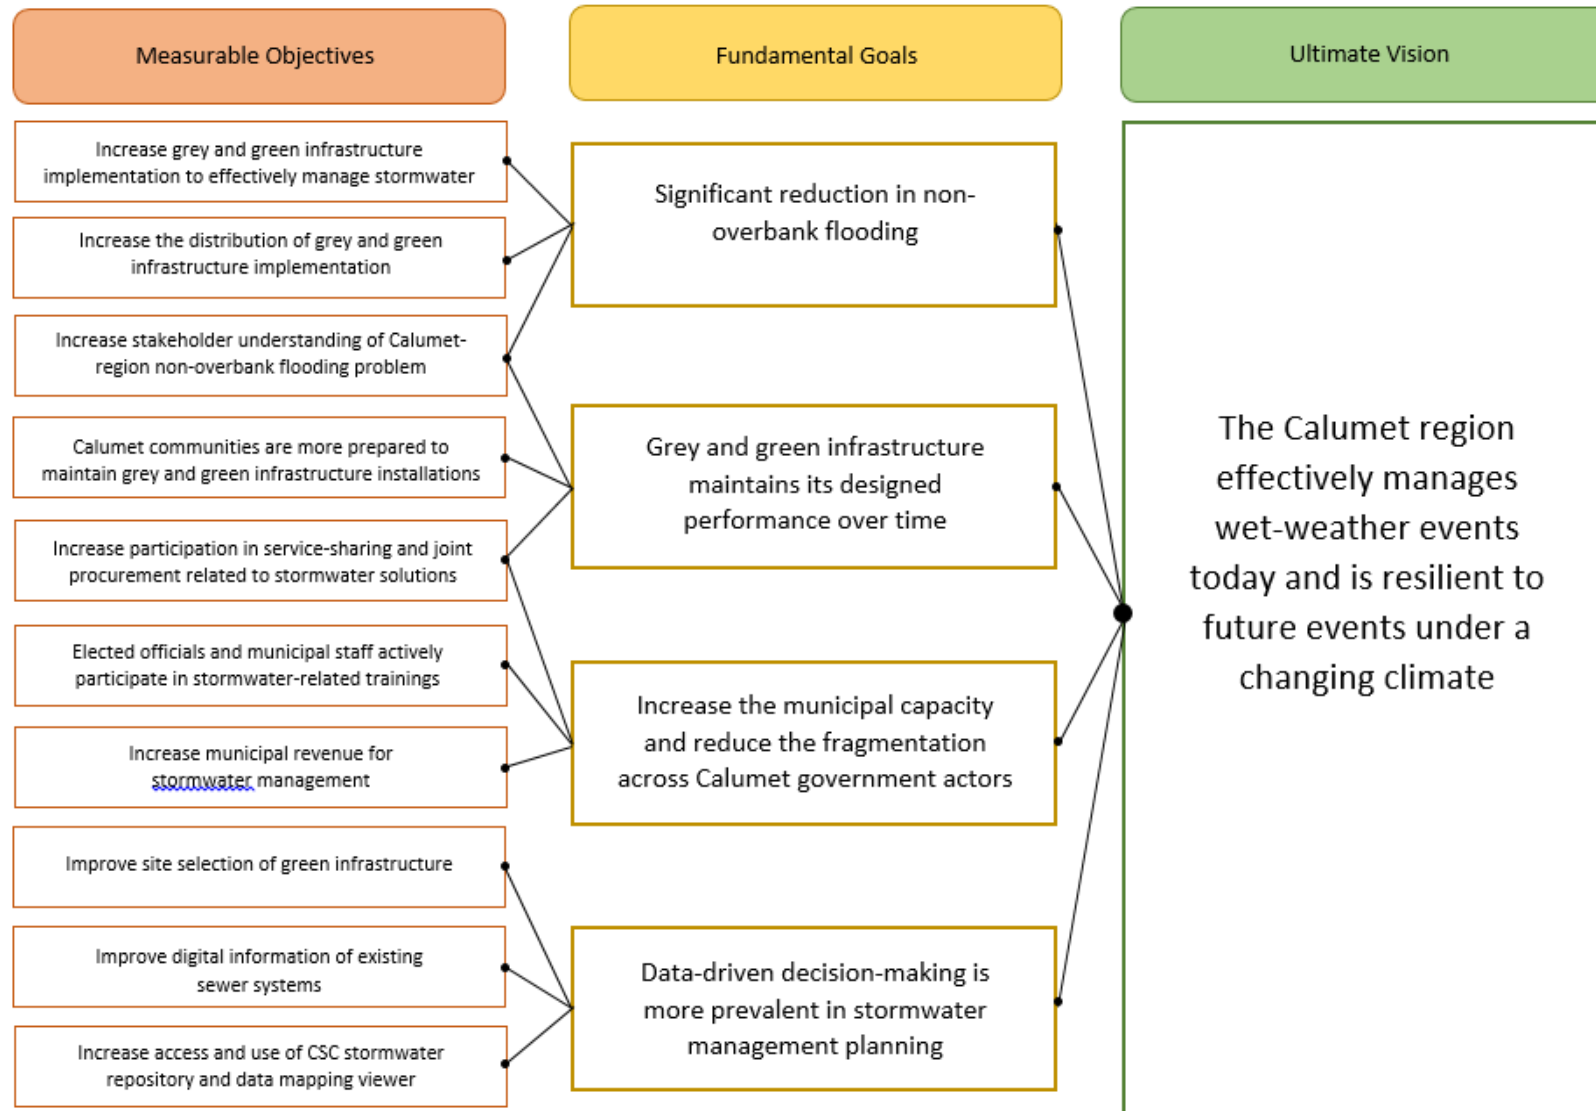 Measurable Objectives
Fundamental Goals
Ultimate Vision
Increase grey and green infrastructure
implementation to effectively manage stormwater
Increase the distribution of grey and green
infrastructure implementation
Increase stakeholder understanding of Calumet-
region non-overbank flooding problem
Calumet communities are more prepared to
maintain grey and green infrastructure installations
Increase participation in service-sharing and joint
procurement related to stormwater solutions
Elected officials and municipal staff actively
participate in stormwater-related trainings
Increase municipal revenue for
stormwater management
Improve site selection of green infrastructure
Improve digital information of existing
sewer systems
Increase access and use of CSC stormwater
repository and data mapping viewer
Significant reduction in non-
overbank flooding
Grey and green infrastructure
maintains its designed
performance over time
Increase the municipal capacity
and reduce the fragmentation
across Calumet government actors
Data-driven decision-making is
more prevalent in stormwater
management planning
The Calumet region
effectively manages
wet-weather events
today and is resilient to
future events under a
changing climate